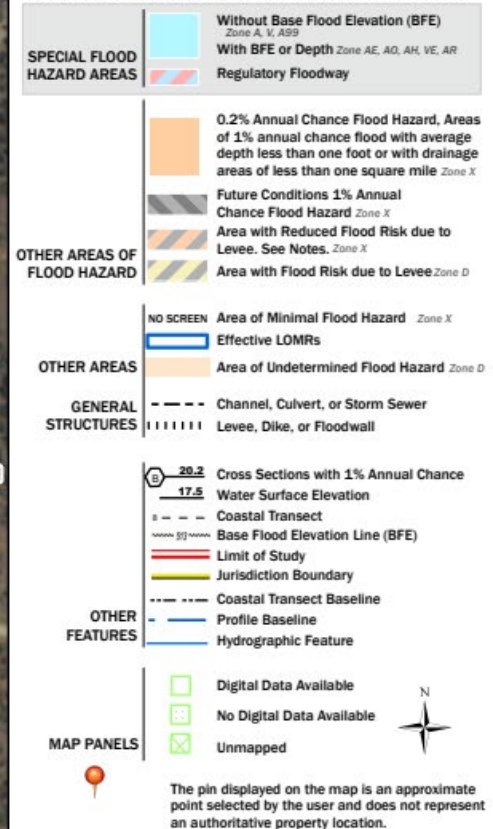 Without Base Flood Elevation (BFE)
Zone A, V, A99
With BFE or Depth Zone AE, AO, AH, VE, AR
SPECIAL FLOOD
HAZARD AREAS
Regulatory Floodway
0.2% Annual Chance Flood Hazard, Areas
of 1% annual chance flood with average
depth less than one foot or with drainage
areas of less than one square mile Zone X
Future Conditions 1% Annual
Chance Flood Hazard Zone X
Area with Reduced Flood Risk due to
Levee. See Notes. Zone X
OTHER AREAS OF
FLOOD HAZARD
Area with Flood Risk due to Levee Zone D
NO SCREEN Area of Minimal Flood Hazard Zone X
Effective LOMRs
OTHER AREAS
Area of Undetermined Flood Hazard Zone D
GENERAL
STRUCTURES
Channel, Culvert, or Storm Sewer
Levee, Dike, or Floodwall
B 20.2 Cross Sections with 1% Annual Chance
17.5 Water Surface Elevation
8 Coastal Transect
513 Base Flood Elevation Line (BFE)
Limit of Study
Jurisdiction Boundary
Coastal Transect Baseline
OTHER
FEATURES
Profile Baseline
Hydrographic Feature
Digital Data Available
N
No Digital Data Available
MAP PANELS
Unmapped
The pin displayed on the map is an approximate
point selected by the user and does not represent
an authoritative property location.